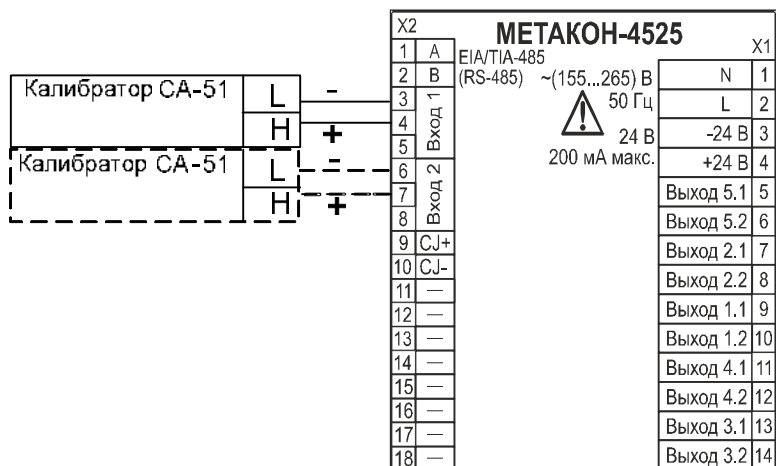 X2
МЕТАКОН-4525
X1
1 A
EIA/TIA-485
2 B
(RS-485)
~(155...265) В
50 Гц
24 В
200 мА макс.
3
4
5
Вход 1
6
7
8
Вход 2
9 CJ+
10 CJ-
11 —
12 —
13 —
14 —
15 —
16 —
17 —
18 —
Калибратор СА-51
L -
H +
Калибратор СА-51
L -
H +
N 1
L 2
-24 В 3
+24 В 4
Выход 5.1 5
Выход 5.2 6
Выход 2.1 7
Выход 2.2 8
Выход 1.1 9
Выход 1.2 10
Выход 4.1 11
Выход 4.2 12
Выход 3.1 13
Выход 3.2 14